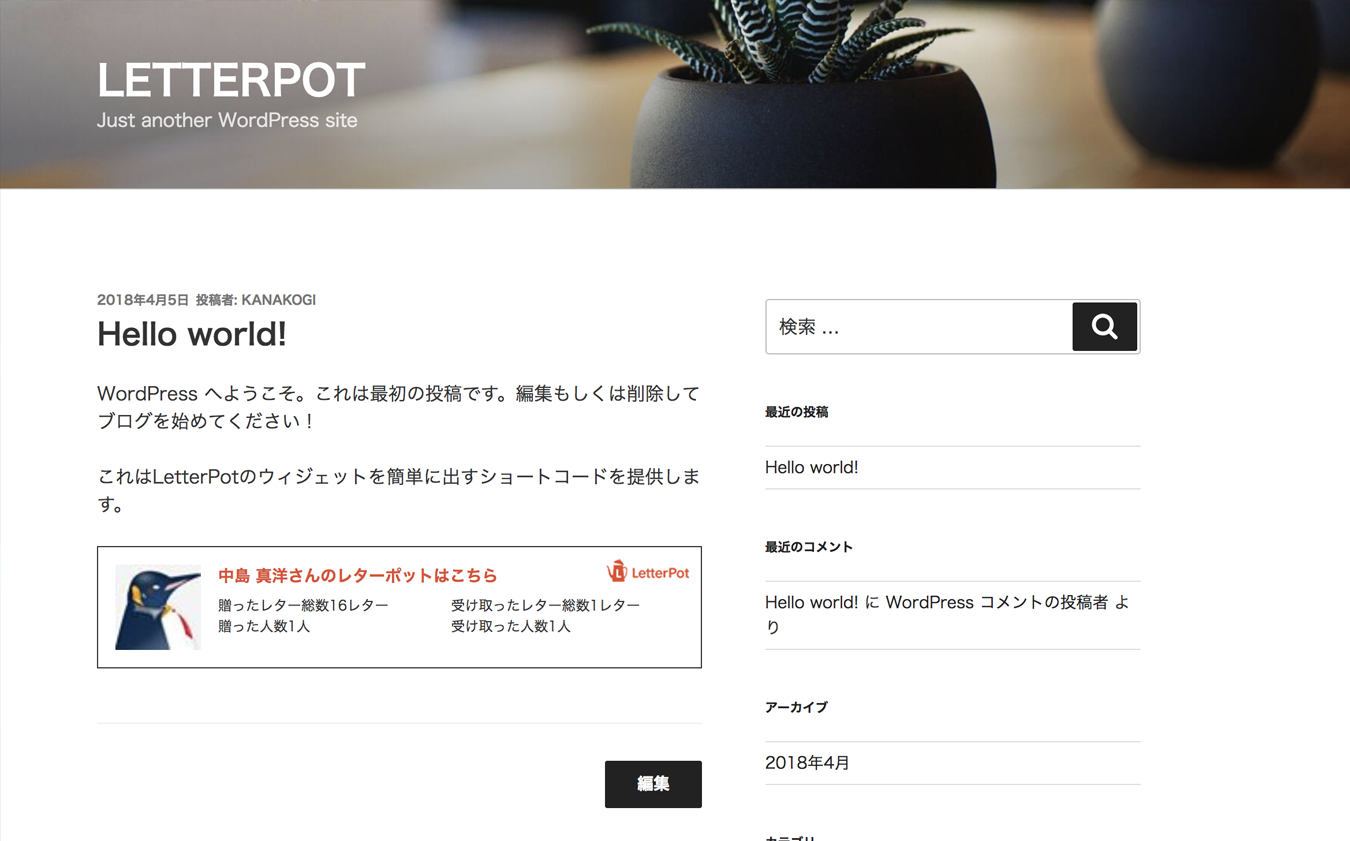 LETTERPOT
Just another WordPress site
2018年4月5日 投稿者: KANAKOGI
Hello world!
WordPress へようこそ。これは最初の投稿です。編集もしくは削除して
ブログを始めてください！
これはLetterPotのウィジェットを簡単に出すショートコードを提供しま
す。
中島 真洋さんのレターポットはこちら
LetterPot
贈ったレター総数16レター
受け取ったレター総数1レター
贈った人数1人
受け取った人数1人
編集
検索 ...
最近の投稿
Hello world!
最近のコメント
Hello world! に WordPress コメントの投稿者 よ
り
アーカイブ
2018年4月
カテゴリ